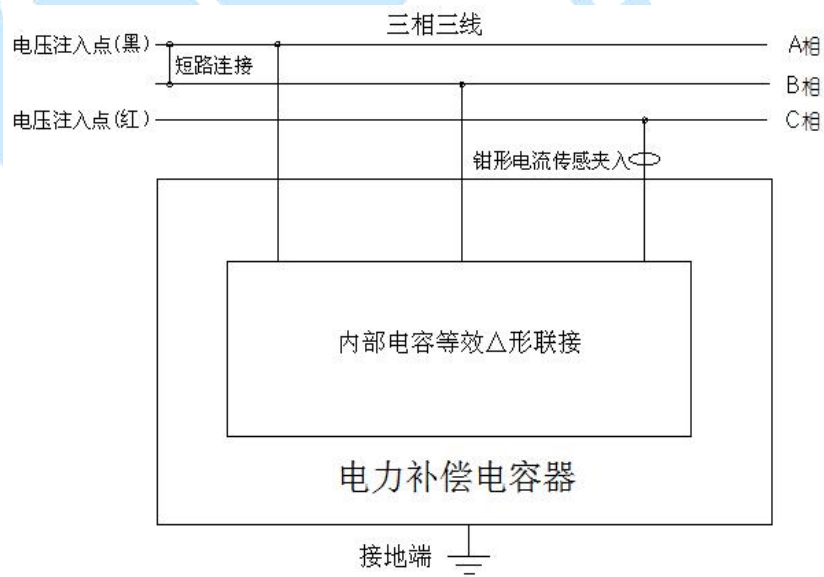 三相三线
电压注入点(黑)
A相
短路连接
B相
电压注入点(红)
C相
钳形电流传感夹入
内部电容等效△形联接
电力补偿电容器
接地端